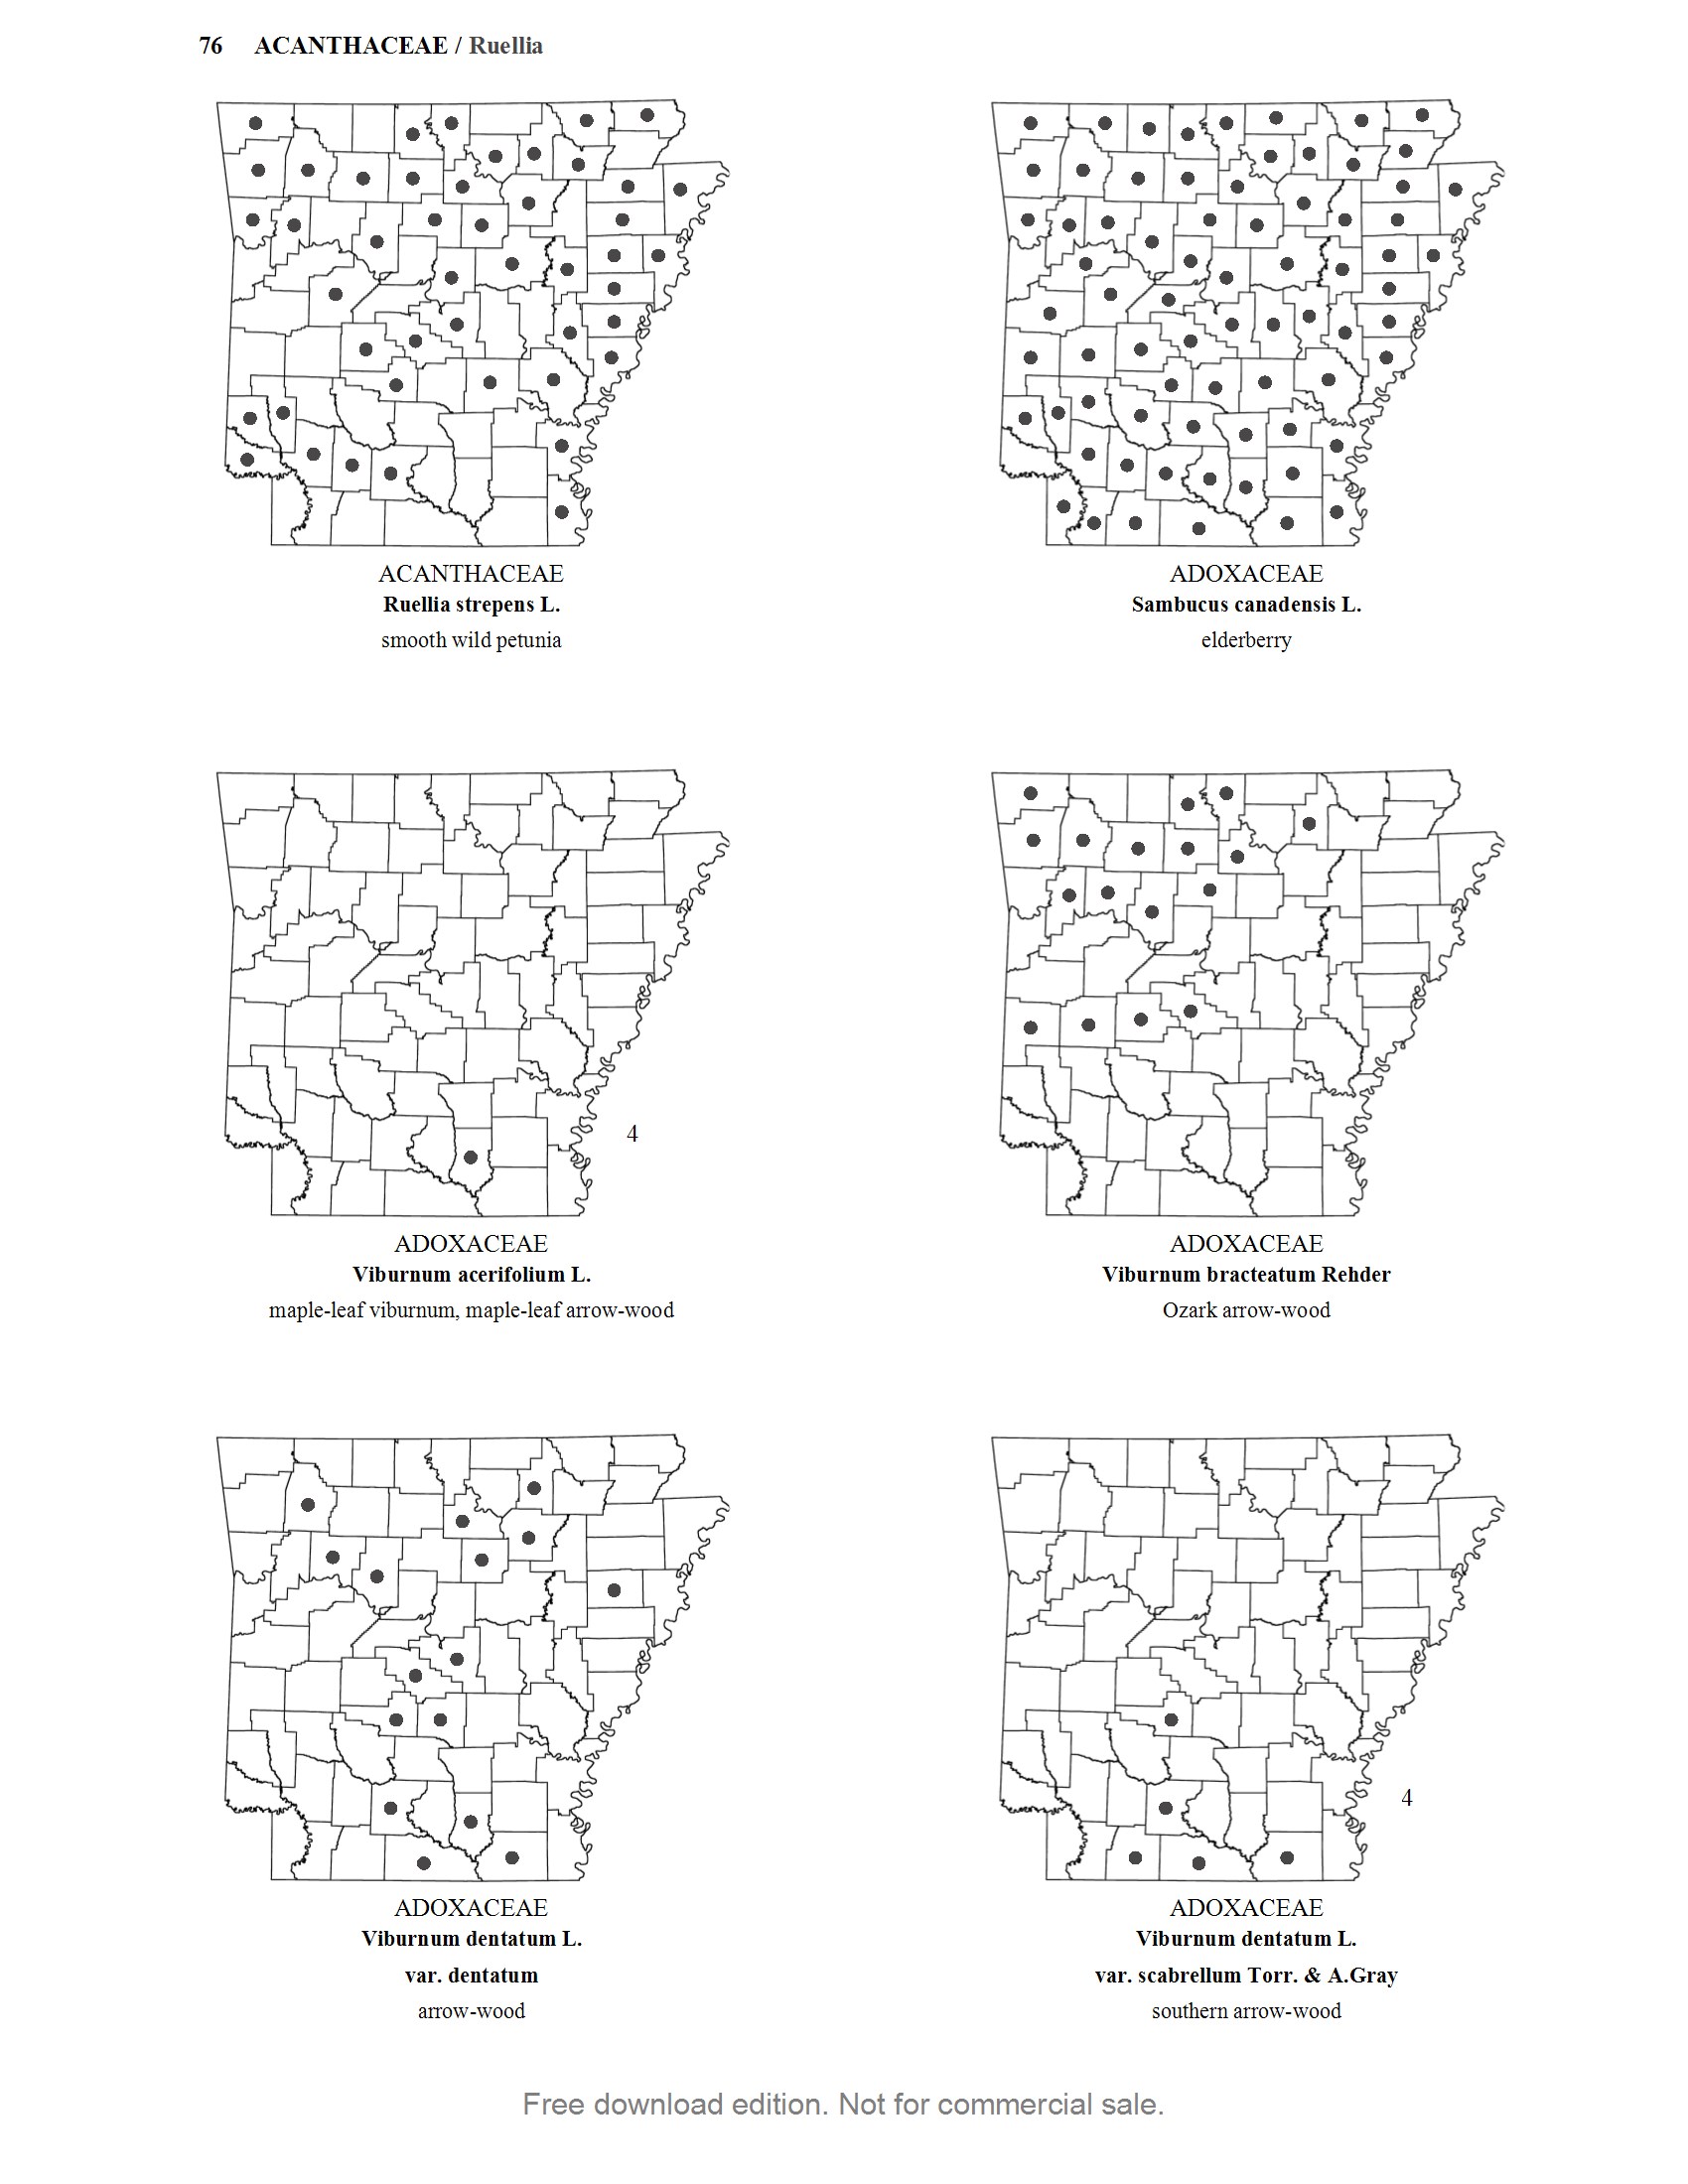 76 ACANTHACEAE / Ruellia
ACANTHACEAE
Ruellia strepens L.
smooth wild petunia
ADOXACEAE
Sambucus canadensis L.
elderberry
4
ADOXACEAE
Viburnum acerifolium L.
maple-leaf viburnum, maple-leaf arrow-wood
ADOXACEAE
Viburnum bracteatum Rehder
Ozark arrow-wood
ADOXACEAE
Viburnum dentatum L.
var. dentatum
arrow-wood
4
ADOXACEAE
Viburnum dentatum L.
var. scabrellum Torr. & A.Gray
southern arrow-wood
Free download edition. Not for commercial sale.